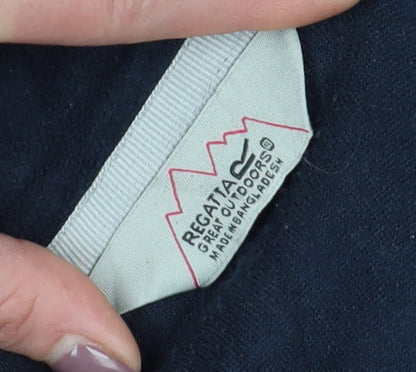 REGATTA
GREAT OUTDOORS
MADE IN BANGLADESH